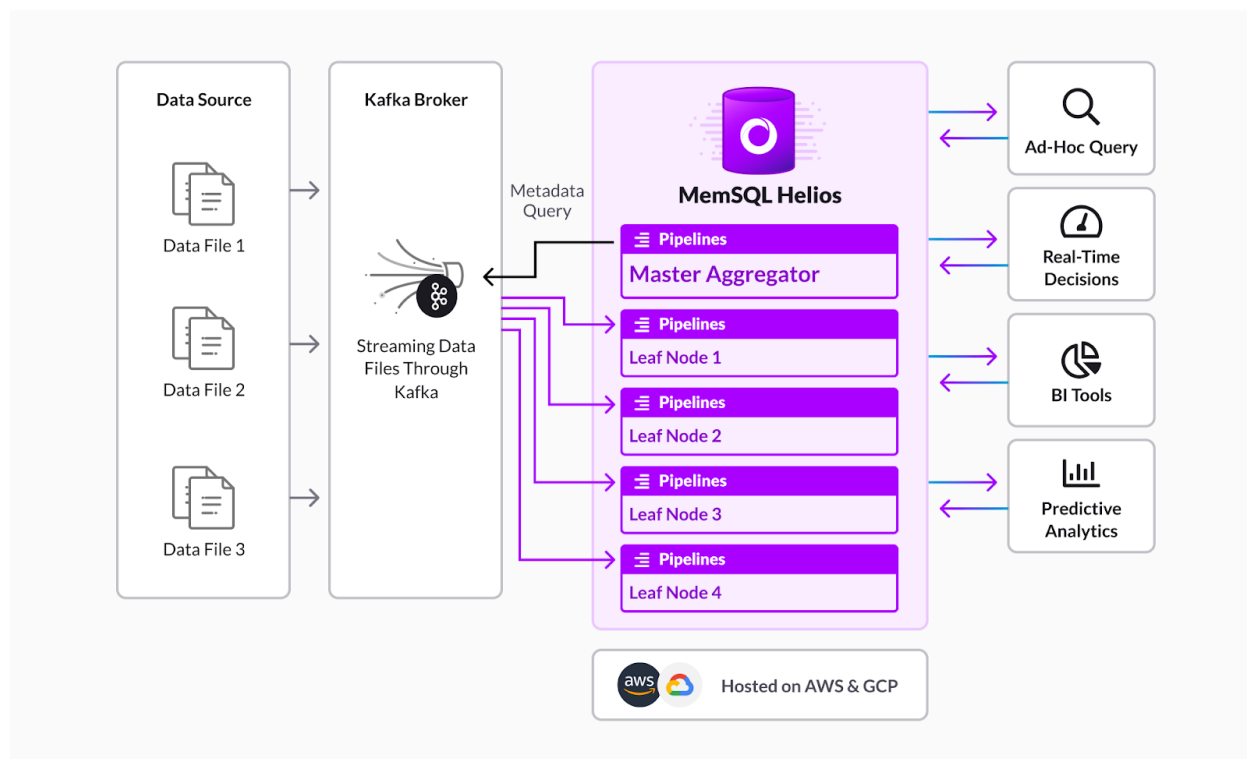 Data Source
Data File 1
Data File 2
Data File 3
Kafka Broker
Streaming Data
Files Through
Kafka
Metadata
Query
MemSQL Helios
Pipelines
Master Aggregator
Pipelines
Leaf Node 1
Pipelines
Leaf Node 2
Pipelines
Leaf Node 3
Pipelines
Leaf Node 4
aws
Hosted on AWS & GCP
Ad-Hoc Query
Real-Time
Decisions
BI Tools
Predictive
Analytics